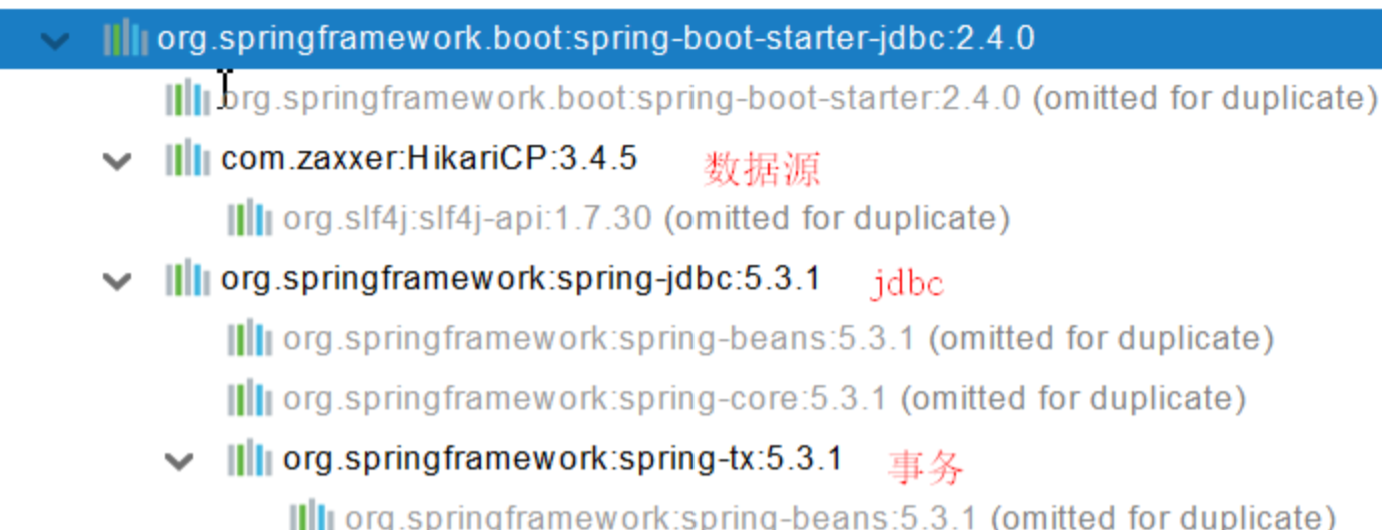 org.springframework.boot:spring-boot-starter-jdbc:2.4.0
org.springframework.boot:spring-boot-starter:2.4.0 (omitted for duplicate)
com.zaxxer:HikariCP:3.4.5 数据源
org.slf4j:slf4j-api:1.7.30 (omitted for duplicate)
org.springframework:spring-jdbc:5.3.1 jdbc
org.springframework:spring-beans:5.3.1 (omitted for duplicate)
org.springframework:spring-core:5.3.1 (omitted for duplicate)
org.springframework:spring-tx:5.3.1 事务
org.springframework:spring-beans:5.3.1 (omitted for duplicate)